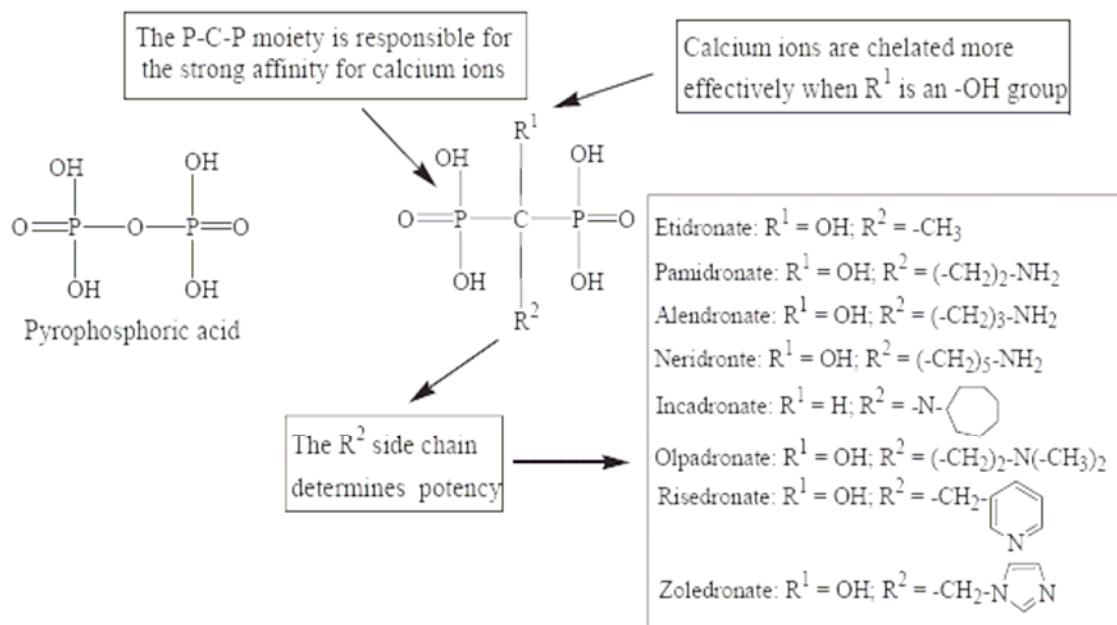 The P-C-P moiety is responsible for
the strong affinity for calcium ions
Calcium ions are chelated more
effectively when R¹ is an -OH group
OH
OH
O=P-O-P=O
OH
OH
Pyrophosphoric acid
R¹
OH
OH
O=P-C-P=O
OH
OH
R²
The R² side chain
determines potency
Etidronate: R¹ = OH; R² = -CH₃
Pamidronate: R¹ = OH; R² = (-CH₂)₂-NH₂
Alendronate: R¹ = OH; R² = (-CH₂)₃-NH₂
Neridronte: R¹ = OH; R² = (-CH₂)₅-NH₂
Incadronate: R¹ = H; R² = -N-
Olpadronate: R¹ = OH; R² = (-CH₂)₂-N(-CH₃)₂
Risedronate: R¹ = OH; R² = -CH₂-
N
Zoledronate: R¹ = OH; R² = -CH₂-N N